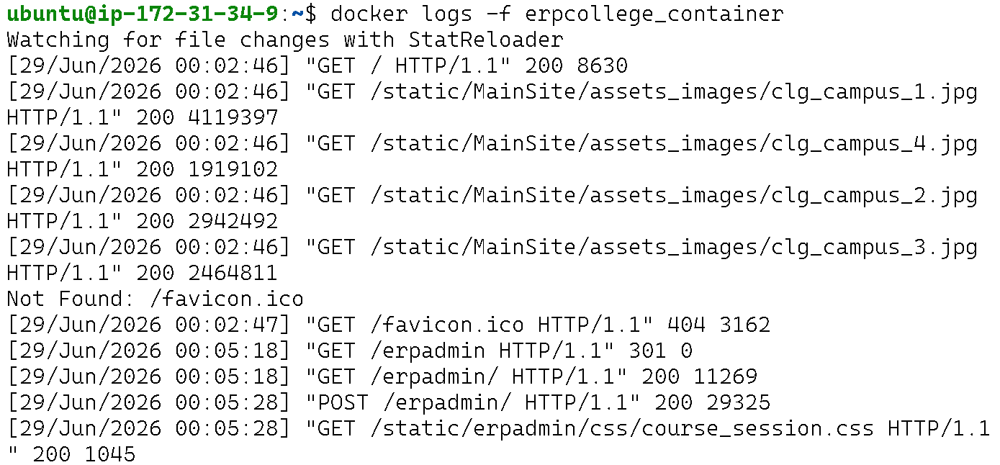 ubuntu@ip-172-31-34-9:~$ docker logs -f erpcollege_container
Watching for file changes with StatReloader
[29/Jun/2026 00:02:46] "GET / HTTP/1.1" 200 8630
[29/Jun/2026 00:02:46] "GET /static/MainSite/assets_images/clg_campus_1.jpg
HTTP/1.1" 200 4119397
[29/Jun/2026 00:02:46] "GET /static/MainSite/assets_images/clg_campus_4.jpg
HTTP/1.1" 200 1919102
[29/Jun/2026 00:02:46] "GET /static/MainSite/assets_images/clg_campus_2.jpg
HTTP/1.1" 200 2942492
[29/Jun/2026 00:02:46] "GET /static/MainSite/assets_images/clg_campus_3.jpg
HTTP/1.1" 200 2464811
Not Found: /favicon.ico
[29/Jun/2026 00:02:47] "GET /favicon.ico HTTP/1.1" 404 3162
[29/Jun/2026 00:05:18] "GET /erpadmin HTTP/1.1" 301 0
[29/Jun/2026 00:05:18] "GET /erpadmin/ HTTP/1.1" 200 11269
[29/Jun/2026 00:05:28] "POST /erpadmin/ HTTP/1.1" 200 29325
[29/Jun/2026 00:05:28] "GET /static/erpadmin/css/course_session.css HTTP/1.1
" 200 1045